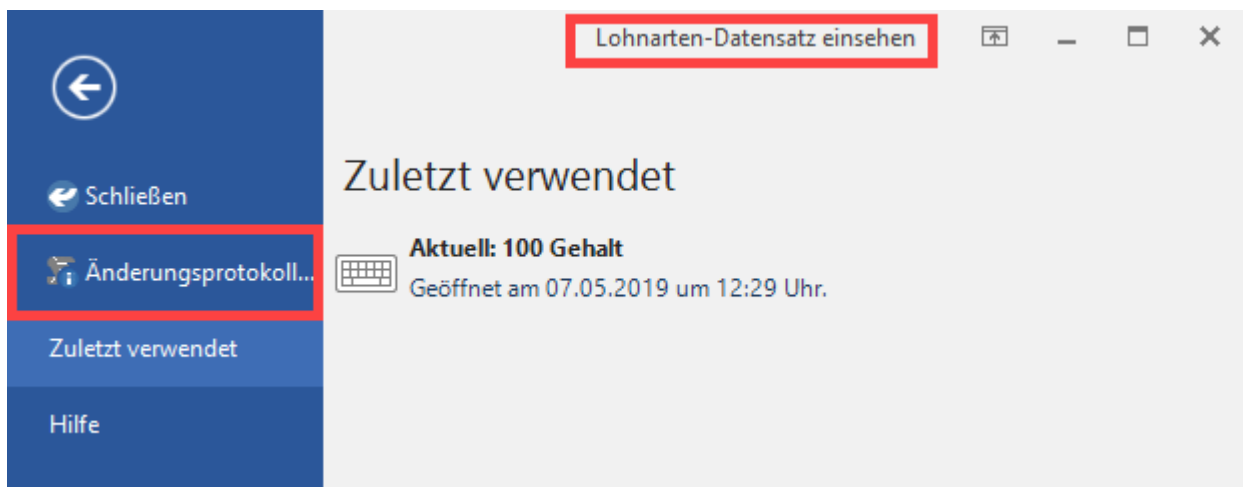 Lohnarten-Datensatz einsehen
Schließen
Änderungsprotokoll...
Zuletzt verwendet
Hilfe
Zuletzt verwendet
Aktuell: 100 Gehalt
Geöffnet am 07.05.2019 um 12:29 Uhr.